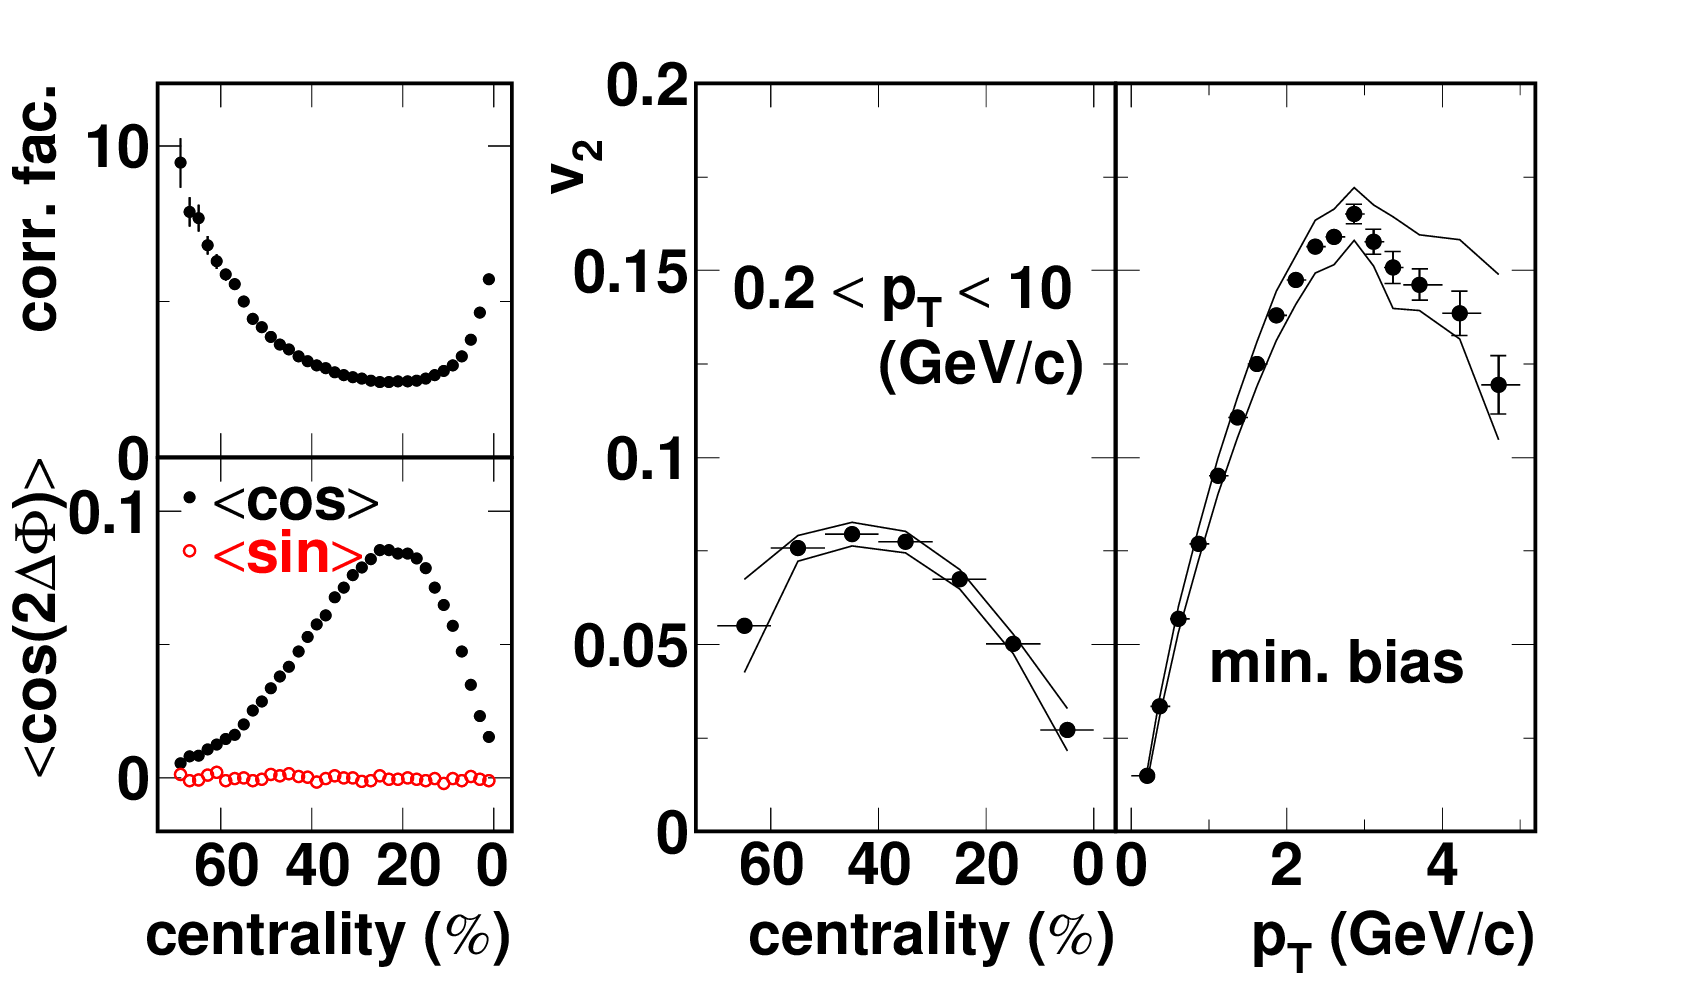 corr. fac.
10
0
<cos(2ΔΦ)>
0.1
0
<cos>
<sin>
60 40 20 0
centrality (%)
v2
0.2
0.15
0.1
0.05
0
0.2 < pT < 10
(GeV/c)
60 40 20 0
centrality (%)
min. bias
0 2 4
pT (GeV/c)